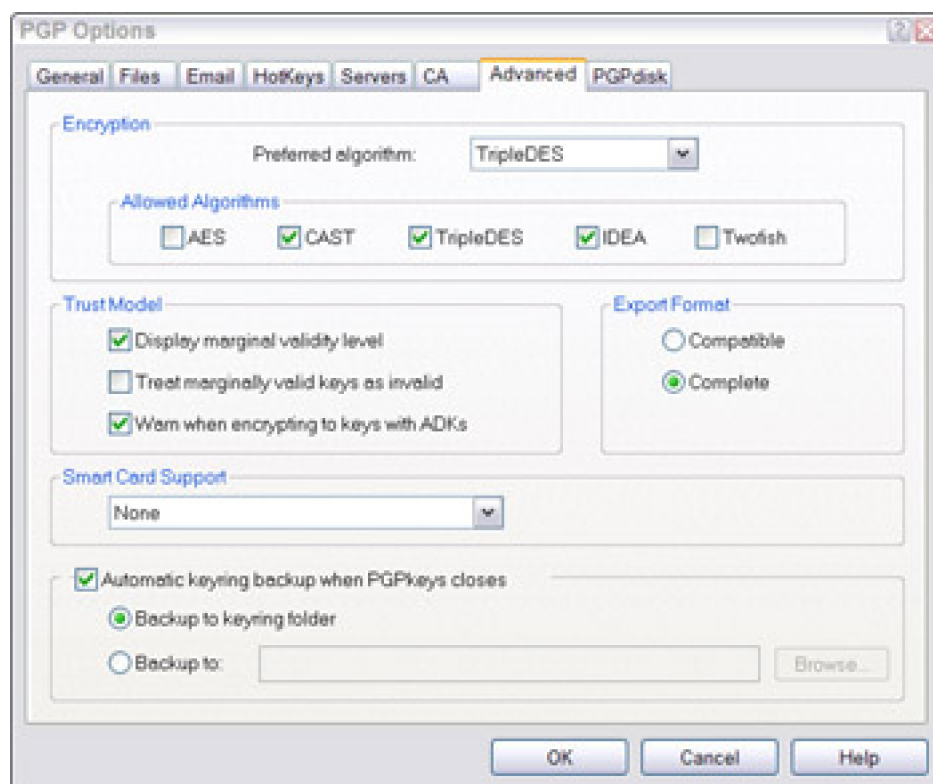 PGP Options
General Files Email HotKeys Servers CA Advanced PGPdisk
Encryption
Preferred algorithm: TripleDES
Allowed Algorithms
AES CAST TripleDES IDEA Twofish
Trust Model
Display marginal validity level
Treat marginally valid keys as invalid
Warn when encrypting to keys with ADKs
Export Format
Compatible
Complete
Smart Card Support
None
Automatic keyring backup when PGPkeys closes
Backup to keyring folder
Backup to: Browse...
OK Cancel Help